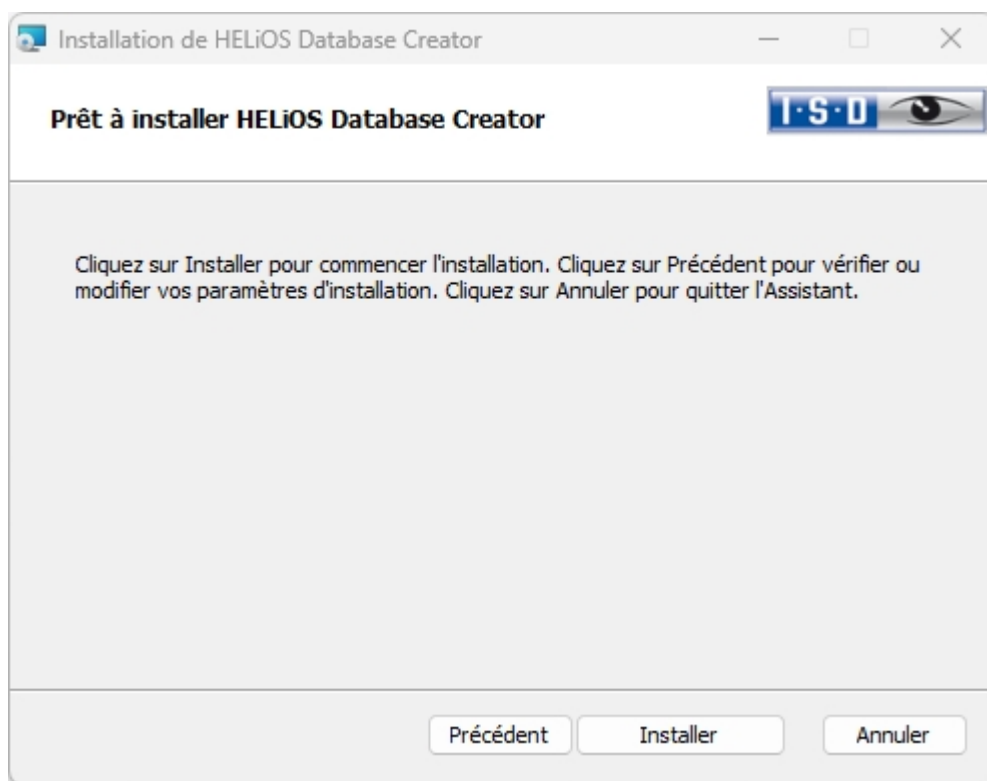 Installation de HELiOS Database Creator
Prêt à installer HELiOS Database Creator
I·S·D
Cliquez sur Installer pour commencer l'installation. Cliquez sur Précédent pour vérifier ou
modifier vos paramètres d'installation. Cliquez sur Annuler pour quitter l'Assistant.
Précédent
Installer
Annuler